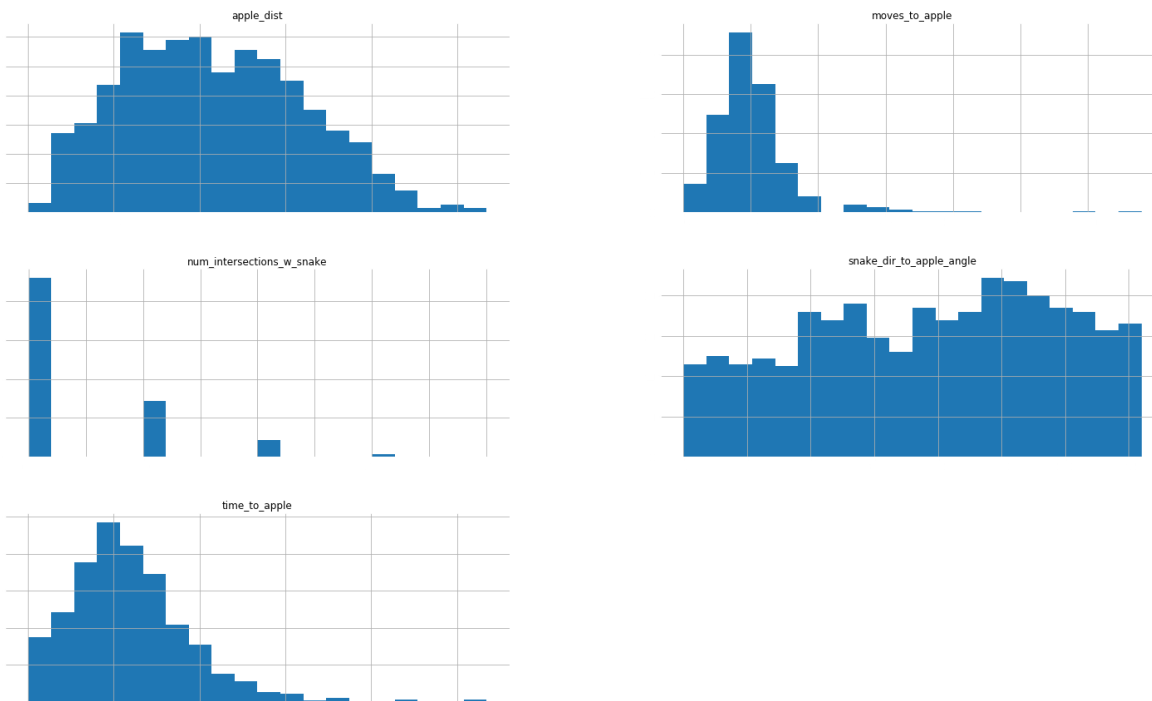 apple_dist
moves_to_apple
num_intersections_w_snake
snake_dir_to_apple_angle
time_to_apple